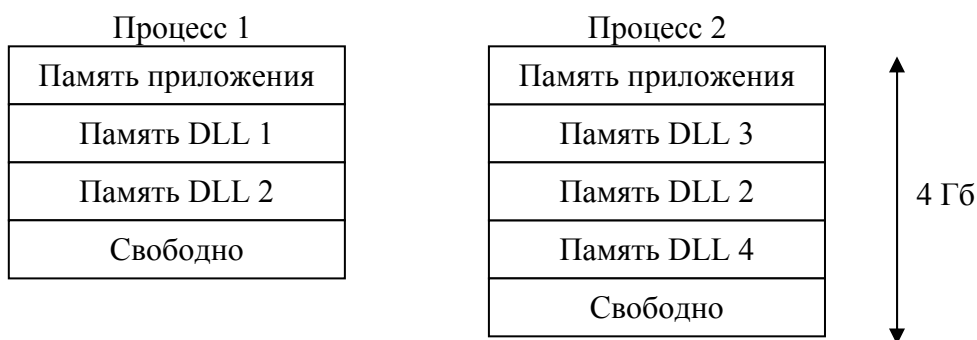 Процесс 1
Память приложения
Память DLL 1
Память DLL 2
Свободно
Процесс 2
Память приложения
Память DLL 3
Память DLL 2
Память DLL 4
Свободно
4 Гб